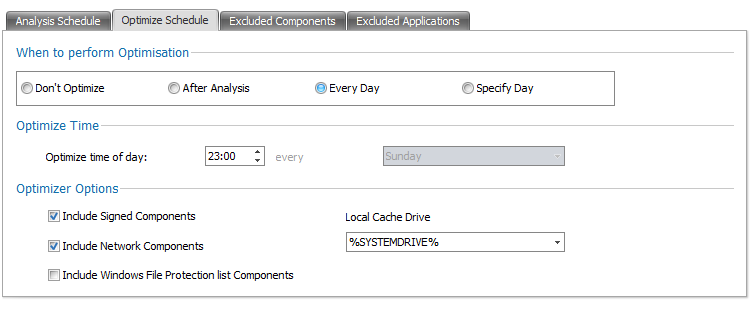 Analysis Schedule Optimize Schedule Excluded Components Excluded Applications
When to perform Optimisation
Don't Optimize After Analysis Every Day Specify Day
Optimize Time
Optimize time of day: 23:00 every Sunday
Optimizer Options
Include Signed Components Local Cache Drive
Include Network Components %SYSTEMDRIVE%
Include Windows File Protection list Components